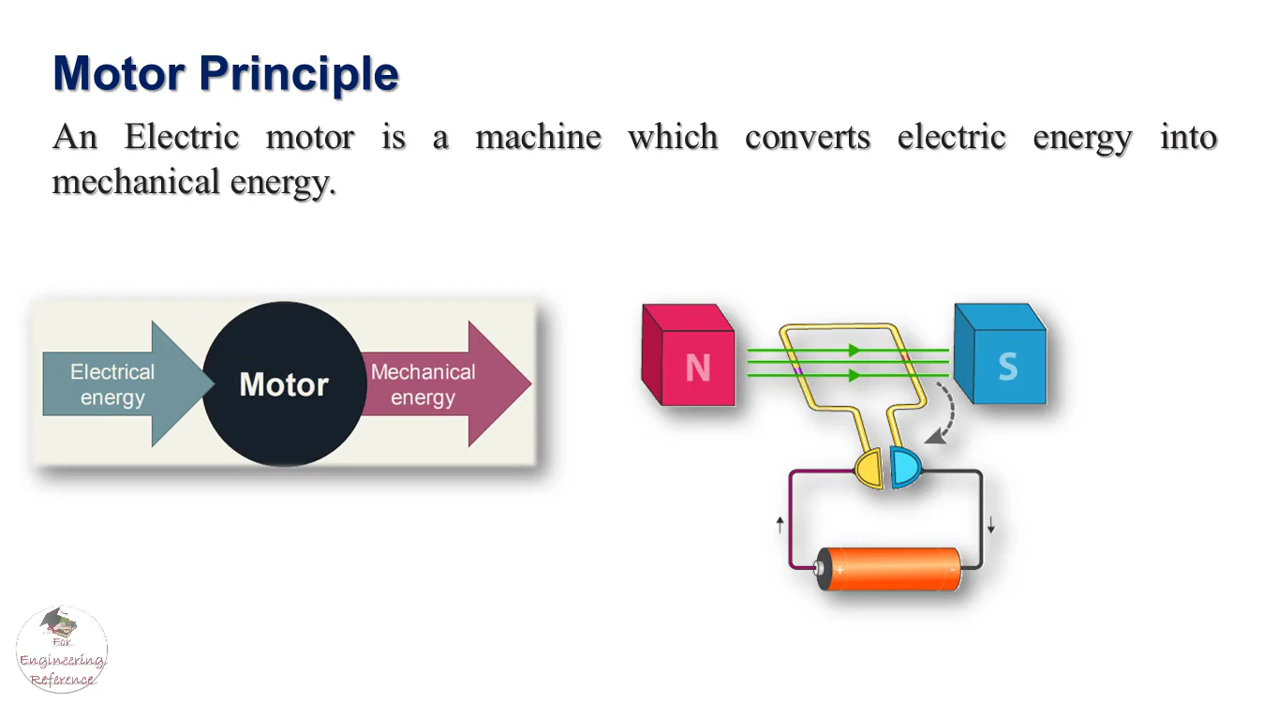 Motor Principle
An Electric motor is a machine which converts electric energy into
mechanical energy.
Electrical
energy
Motor
Mechanical
energy
N
S
+
-
For
Engineering
Reference